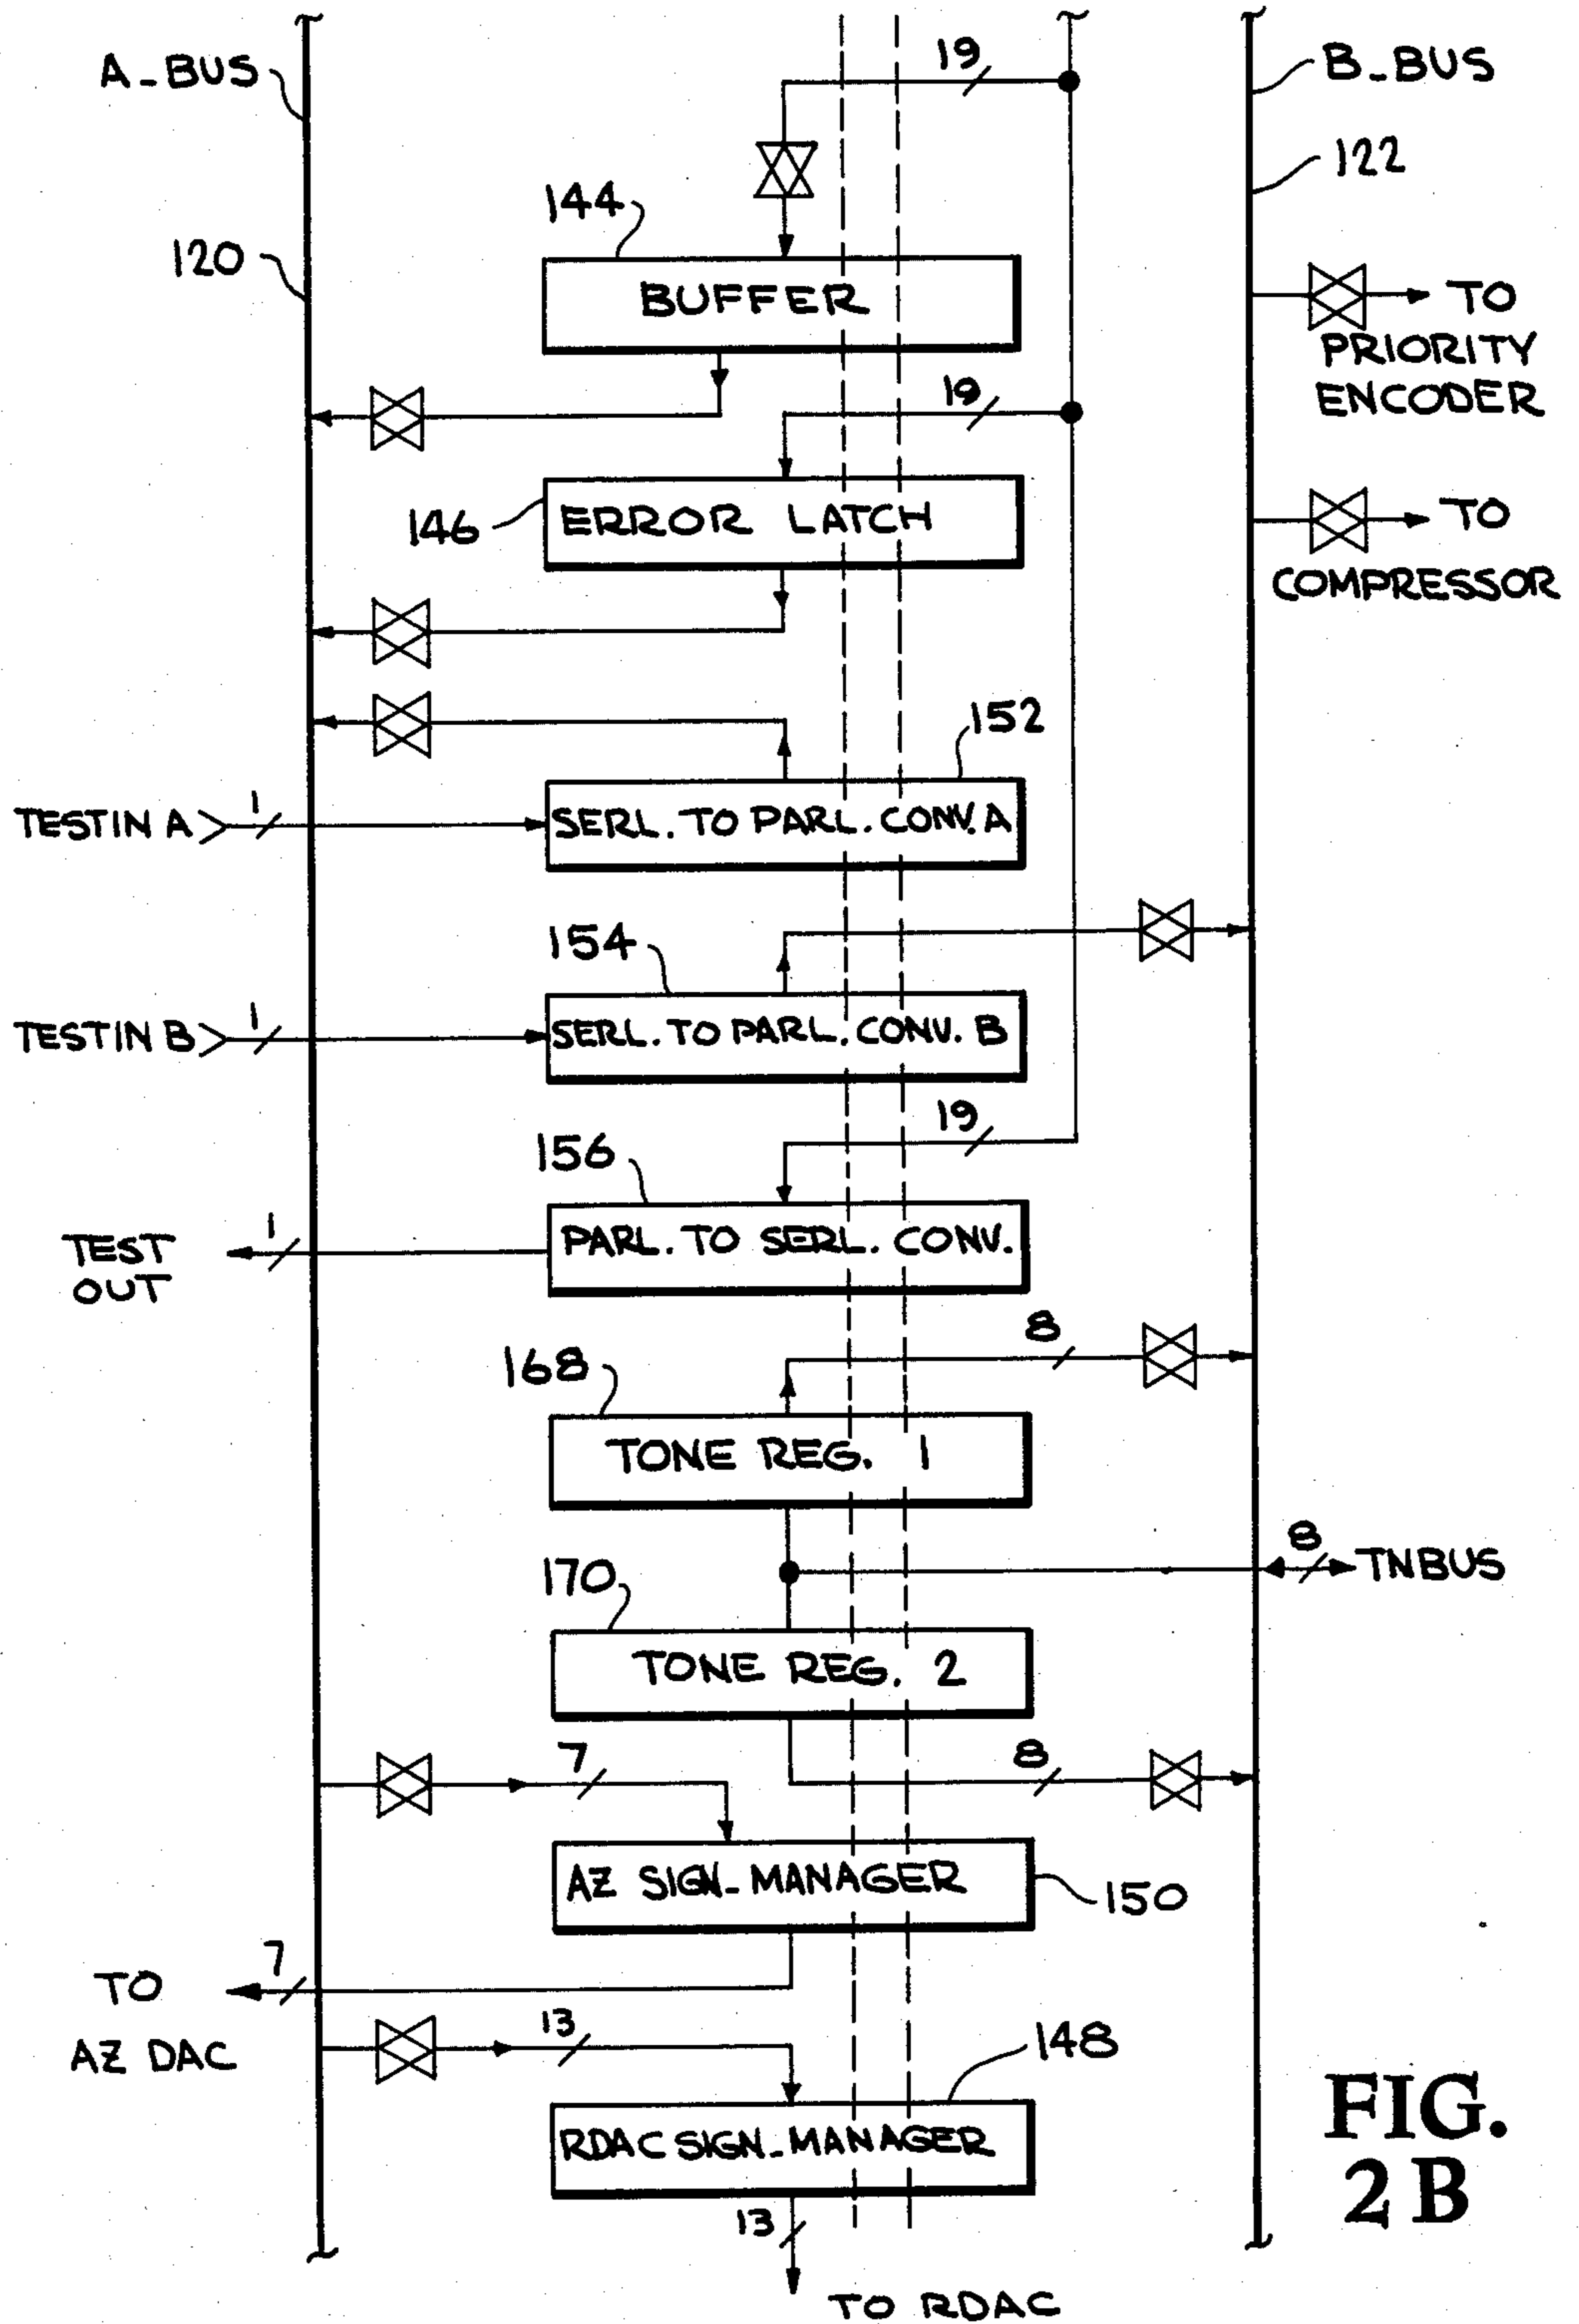 A_BUS
19
B_BUS
122
144
120
BUFFER
TO
PRIORITY
ENCODER
19
146
ERROR LATCH
TO
COMPRESSOR
152
TESTIN A
1
SERL. TO PARL. CONV. A
154
TESTIN B
1
SERL. TO PARL. CONV. B
19
156
TEST
OUT
1
PARL. TO SERL. CONV.
8
168
TONE REG. 1
8
TNBUS
170
TONE REG. 2
7
8
AZ SIGN_MANAGER
150
7
TO
AZ DAC
13
148
RDAC SIGN_MANAGER
13
TO RDAC
FIG.
2B